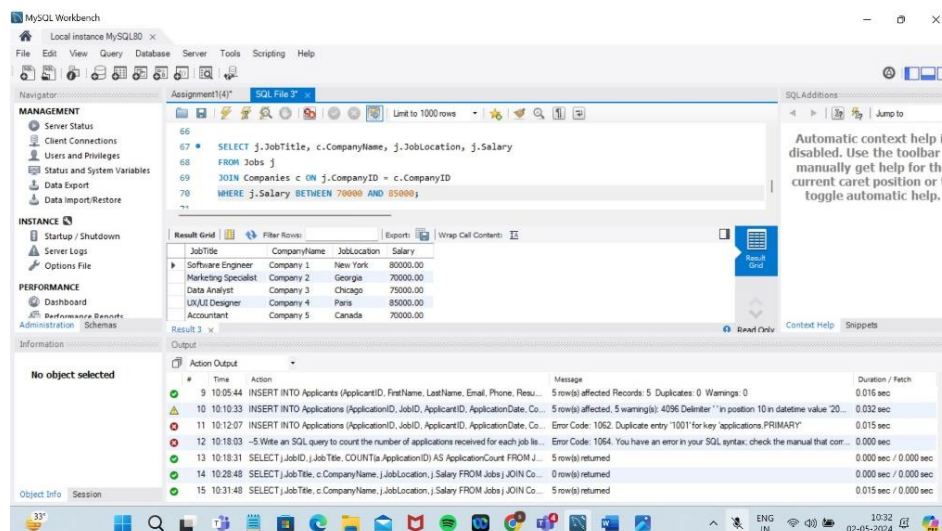 MySQL Workbench
Local instance MySQL80 ×
File Edit View Query Database Server Tools Scripting Help
Navigator
MANAGEMENT
Server Status
Client Connections
Users and Privileges
Status and System Variables
Data Export
Data Import/Restore
INSTANCE
Startup / Shutdown
Server Logs
Options File
PERFORMANCE
Dashboard
Performance Reports
Administration Schemas
Information
No object selected
Object Info Session
Assignment1(4)* SQL File 3* ×
Limit to 1000 rows
66
67 SELECT j.JobTitle, c.CompanyName, j.JobLocation, j.Salary
68 FROM Jobs j
69 JOIN Companies c ON j.CompanyID = c.CompanyID
70 WHERE j.Salary BETWEEN 70000 AND 85000;
71
Result Grid Filter Rows: Export: Wrap Cell Content:
JobTitle CompanyName JobLocation Salary
Software Engineer Company 1 New York 80000.00
Marketing Specialist Company 2 Georgia 70000.00
Data Analyst Company 3 Chicago 75000.00
UX/UI Designer Company 4 Paris 85000.00
Accountant Company 5 Canada 70000.00
Result Grid
Result 3 × Read Only
SQLAdditions
Jump to
Automatic context help i
disabled. Use the toolbar
manually get help for th
current caret position or t
toggle automatic help.
Context Help Snippets
Output
Action Output
# Time Action Message Duration / Fetch
9 10:05:44 INSERT INTO Applicants (ApplicantID, FirstName, LastName, Email, Phone, Resu... 5 row(s) affected Records: 5 Duplicates: 0 Warnings: 0 0.016 sec
10 10:10:33 INSERT INTO Applications (ApplicationID, JobID, ApplicantID, ApplicationDate, Co... 5 row(s) affected, 5 warning(s): 4096 Delimiter ' ' in position 10 in datetime value '20... 0.032 sec
11 10:12:07 INSERT INTO Applications (ApplicationID, JobID, ApplicantID, ApplicationDate, Co... Error Code: 1062. Duplicate entry '1001' for key 'applications.PRIMARY' 0.015 sec
12 10:18:03 --5.Write an SQL query to count the number of applications received for each job lis... Error Code: 1064. You have an error in your SQL syntax; check the manual that corr... 0.000 sec
13 10:18:31 SELECT j.JobID, j.JobTitle, COUNT(a.ApplicationID) AS ApplicationCount FROM J... 5 row(s) returned 0.000 sec / 0.000 sec
14 10:28:48 SELECT j.JobTitle, c.CompanyName, j.JobLocation, j.Salary FROM Jobs j JOIN Co... 0 row(s) returned 0.000 sec / 0.000 sec
15 10:31:48 SELECT j.JobTitle, c.CompanyName, j.JobLocation, j.Salary FROM Jobs j JOIN Co... 5 row(s) returned 0.015 sec / 0.000 sec
33°
ENG
IN
10:32
02-05-2024